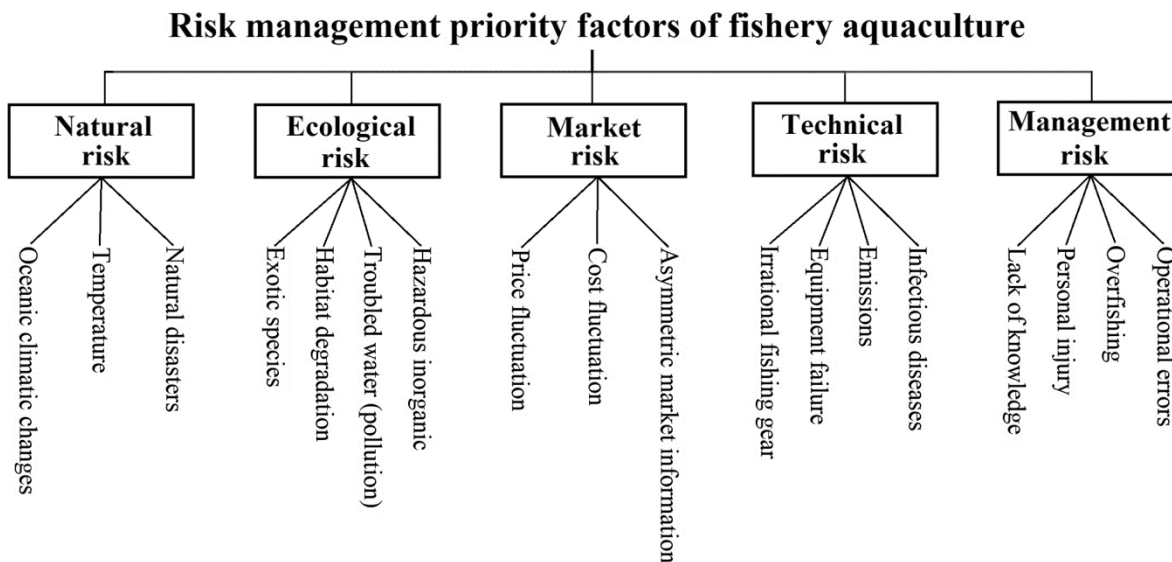 Risk management priority factors of fishery aquaculture
Natural
risk
Ecological
risk
Market
risk
Technical
risk
Management
risk
Oceanic climatic changes
Temperature
Natural disasters
Exotic species
Habitat degradation
Troubled water (pollution)
Hazardous inorganic
Price fluctuation
Cost fluctuation
Asymmetric market information
Irrational fishing gear
Equipment failure
Emissions
Infectious diseases
Lack of knowledge
Personal injury
Overfishing
Operational errors